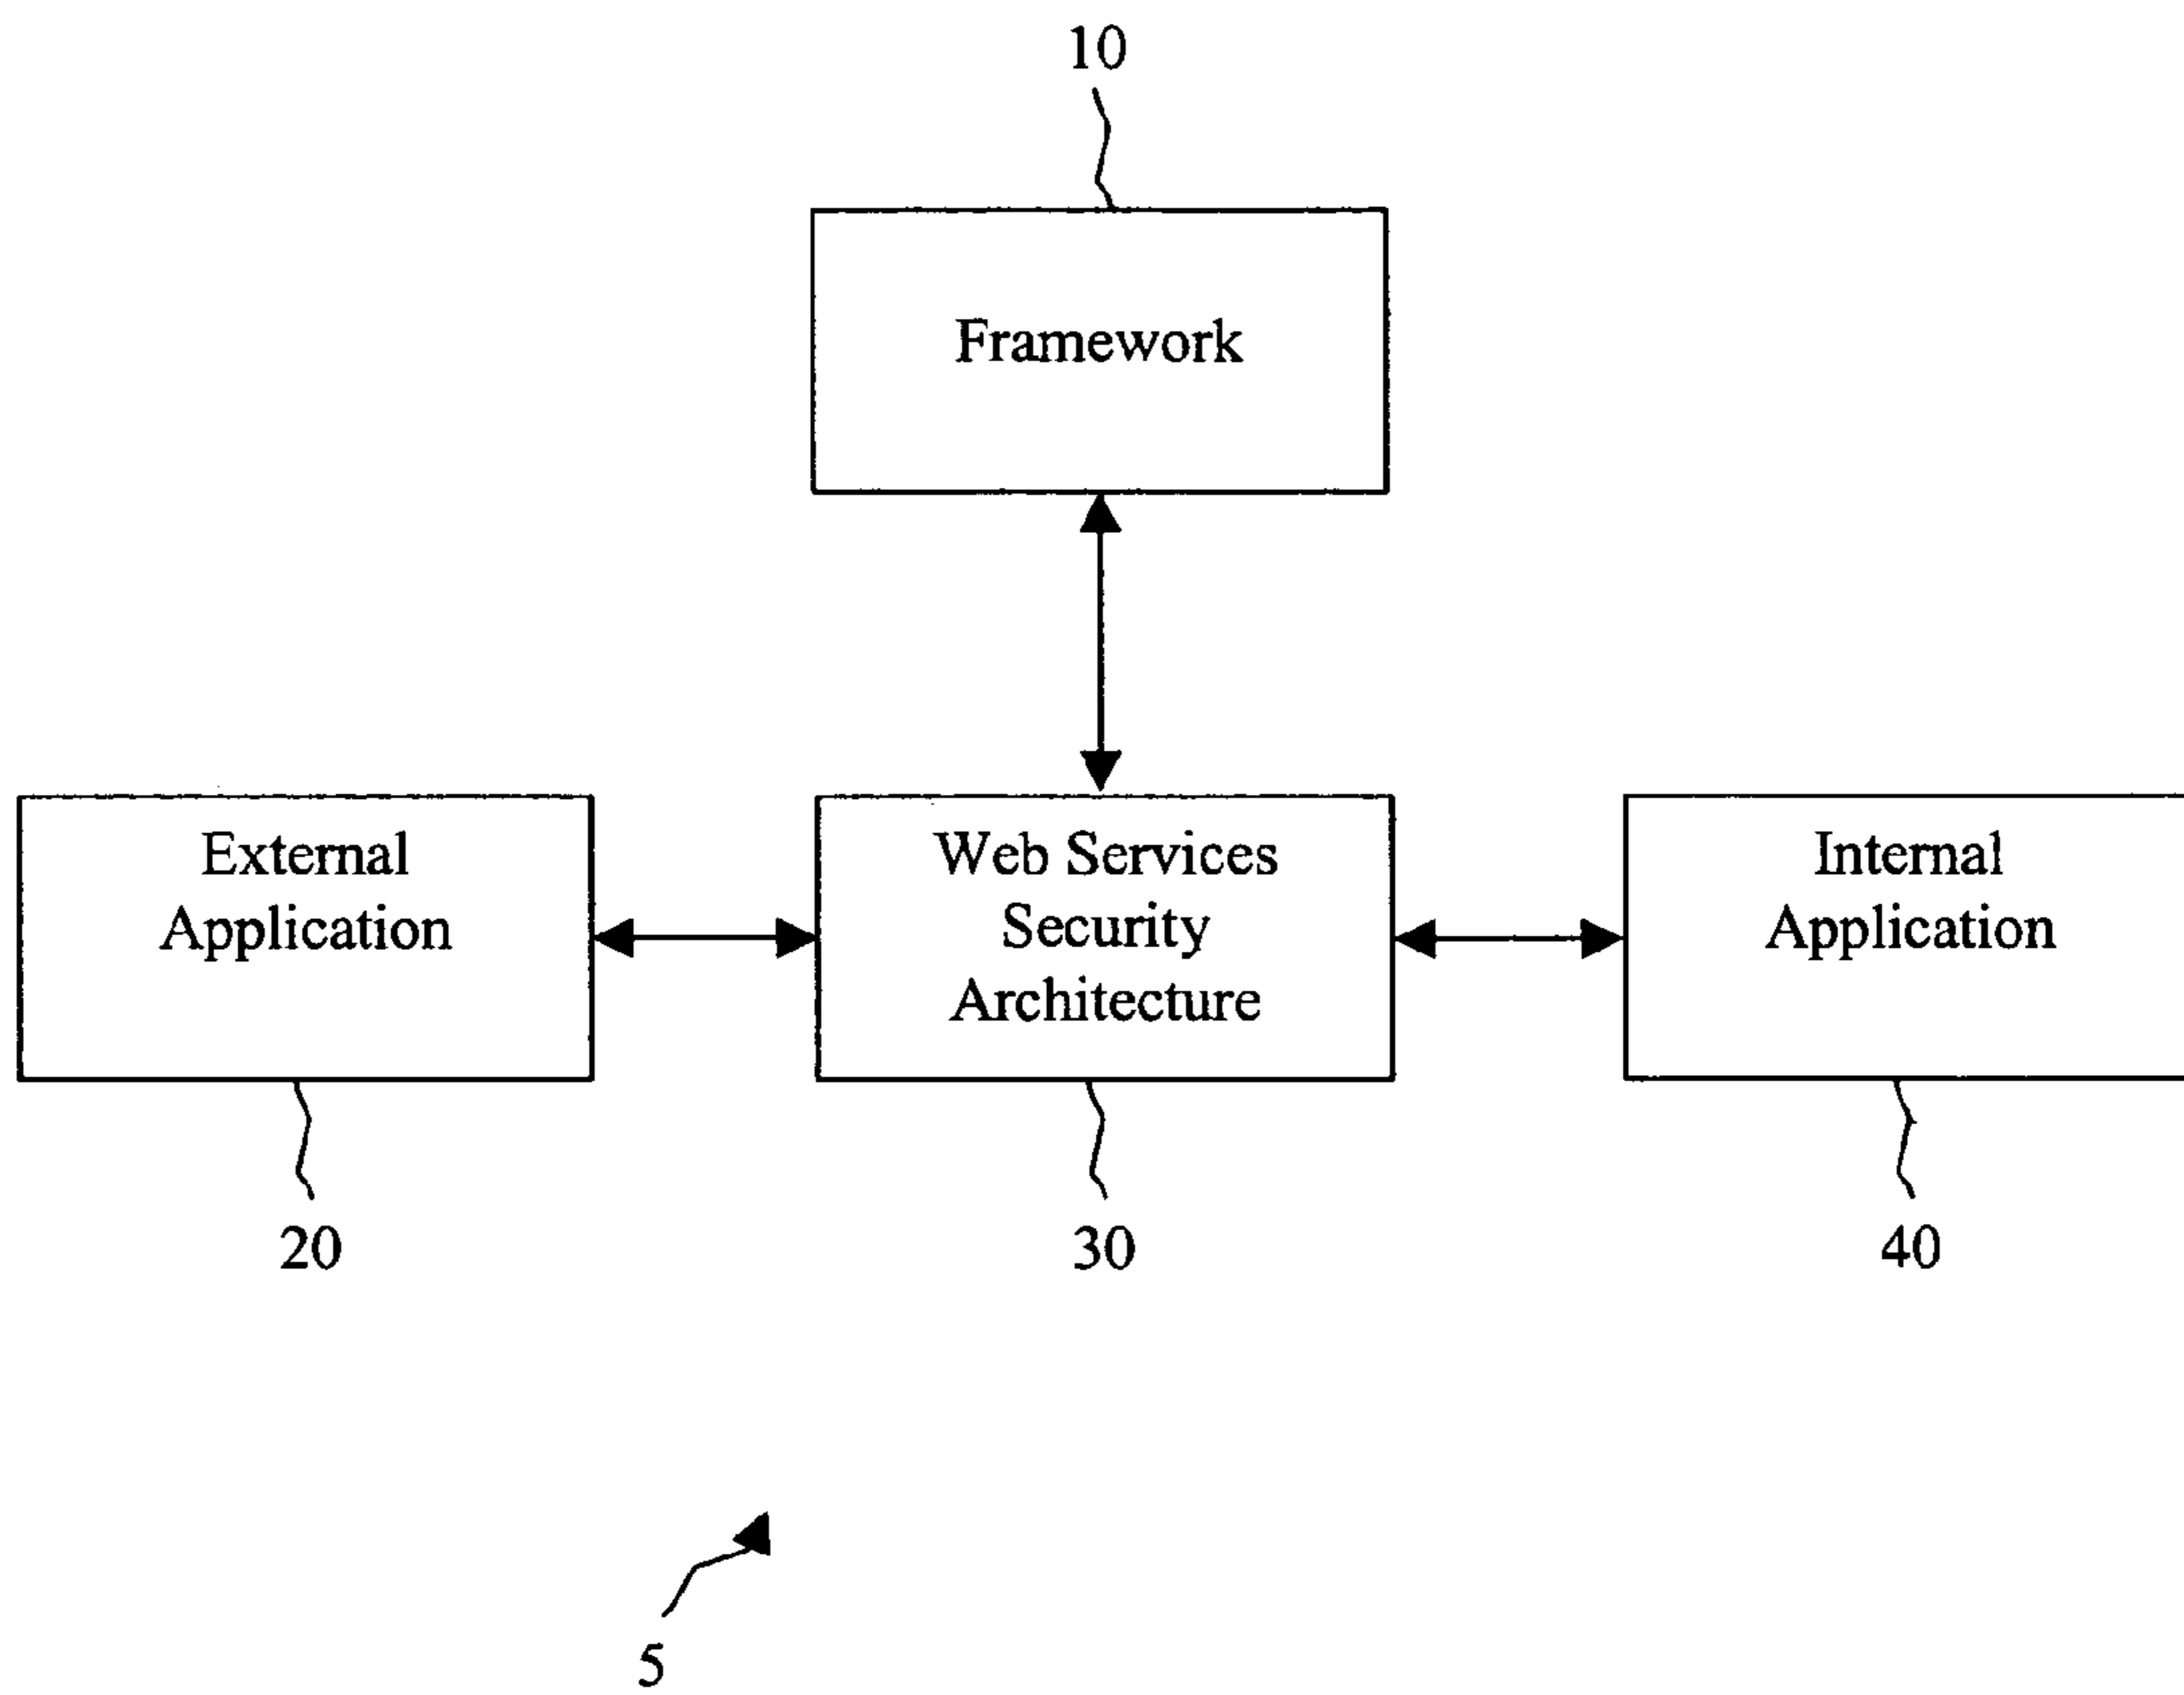 10
Framework
External
Application
Web Services
Security
Architecture
Internal
Application
20
30
40
5